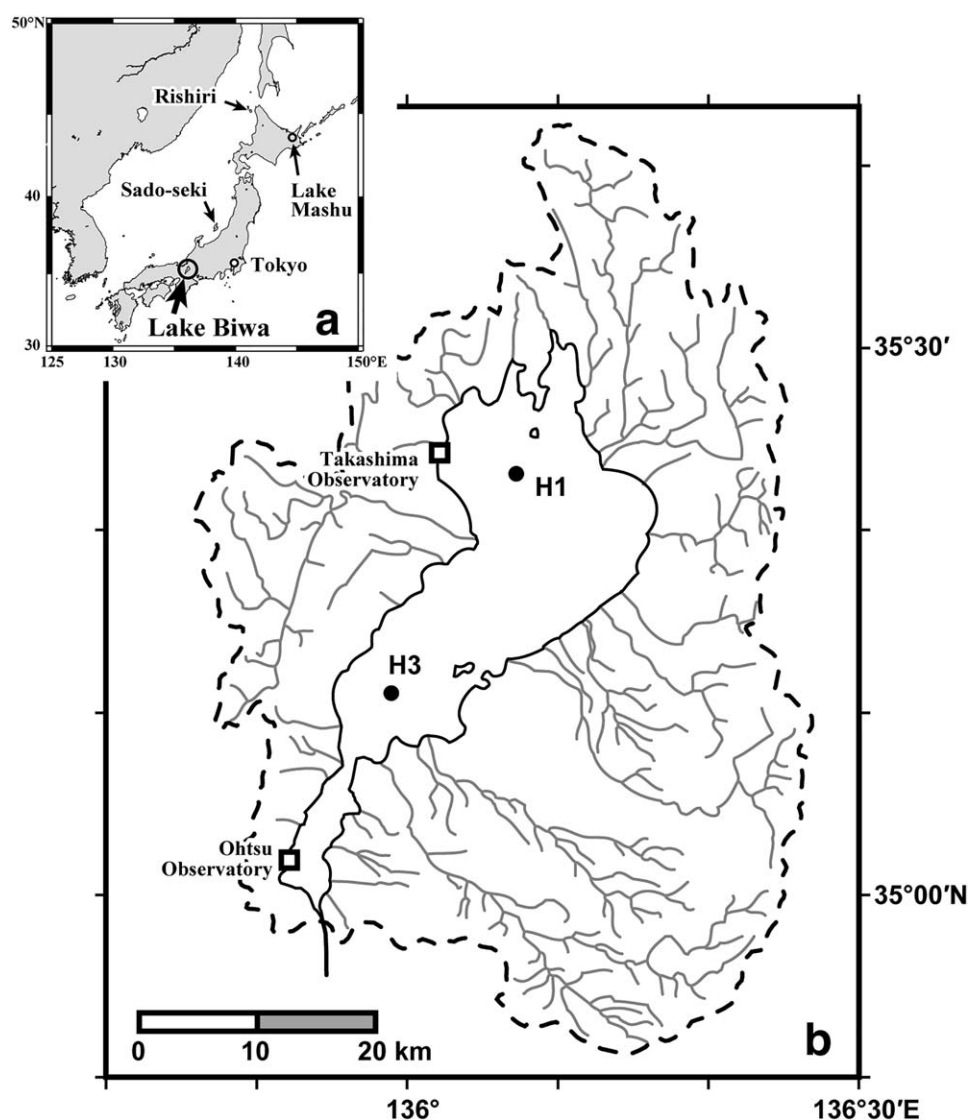 50°N
Rishiri
Lake
Mashu
40
Sado-seki
Tokyo
Lake Biwa
a
30
125
130
140
150°E
35°30′
Takashima
Observatory
H1
H3
Ohtsu
Observatory
35°00′N
b
0
10
20 km
136°
136°30′E